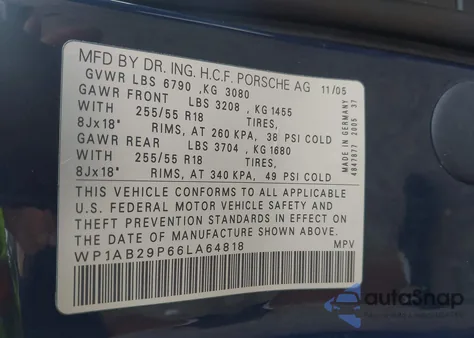 MFD BY DR. ING. H.C.F. PORSCHE AG 11/05
GVWR LBS 6790 ,KG 3080
GAWR FRONT LBS 3208 , KG 1455
WITH 255/55 R18 TIRES,
8Jx18" RIMS, AT 260 KPA, 38 PSI COLD
GAWR REAR LBS 3704 , KG 1680
WITH 255/55 R18 TIRES,
8Jx18" RIMS, AT 340 KPA, 49 PSI COLD
THIS VEHICLE CONFORMS TO ALL APPLICABLE
U.S. FEDERAL MOTOR VEHICLE SAFETY AND
THEFT PREVENTION STANDARDS IN EFFECT ON
THE DATE OF MANUFACTURE SHOWN ABOVE.
WP1AB29P66LA64818 MPV
4847077 2005 37
GERMANY
autoSnap